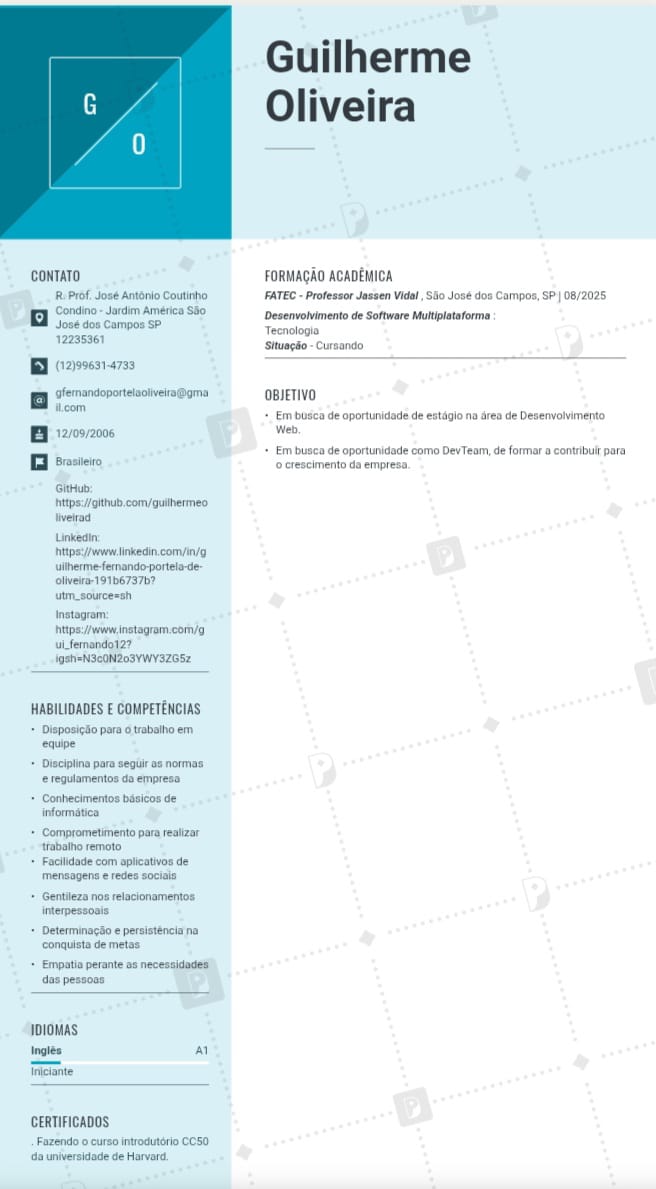 G
O
Guilherme
Oliveira
CONTATO
R. Prof. José Antônio Coutinho
Condino - Jardim América São
José dos Campos SP
12235361
(12)99631-4733
gfernandoportelaoliveira@gma
il.com
12/09/2006
Brasileiro
GitHub:
https://github.com/guilhermeo
liveirad
LinkedIn:
https://www.linkedin.com/in/g
uilherme-fernando-portela-de-
oliveira-191b6737b?
utm_source=sh
Instagram:
https://www.instagram.com/g
ui_fernando12?
igsh=N3c0N2o3YWY3ZG5z
HABILIDADES E COMPETÊNCIAS
• Disposição para o trabalho em
equipe
• Disciplina para seguir as normas
e regulamentos da empresa
• Conhecimentos básicos de
informática
• Comprometimento para realizar
trabalho remoto
• Facilidade com aplicativos de
mensagens e redes sociais
• Gentileza nos relacionamentos
interpessoais
• Determinação e persistência na
conquista de metas
• Empatia perante as necessidades
das pessoas
IDIOMAS
Inglês A1
Iniciante
CERTIFICADOS
. Fazendo o curso introdutório CC50
da universidade de Harvard.
FORMAÇÃO ACADÊMICA
FATEC - Professor Jassen Vidal , São José dos Campos, SP | 08/2025
Desenvolvimento de Software Multiplataforma :
Tecnologia
Situação - Cursando
OBJETIVO
• Em busca de oportunidade de estágio na área de Desenvolvimento
Web.
• Em busca de oportunidade como DevTeam, de formar a contribuir para
o crescimento da empresa.